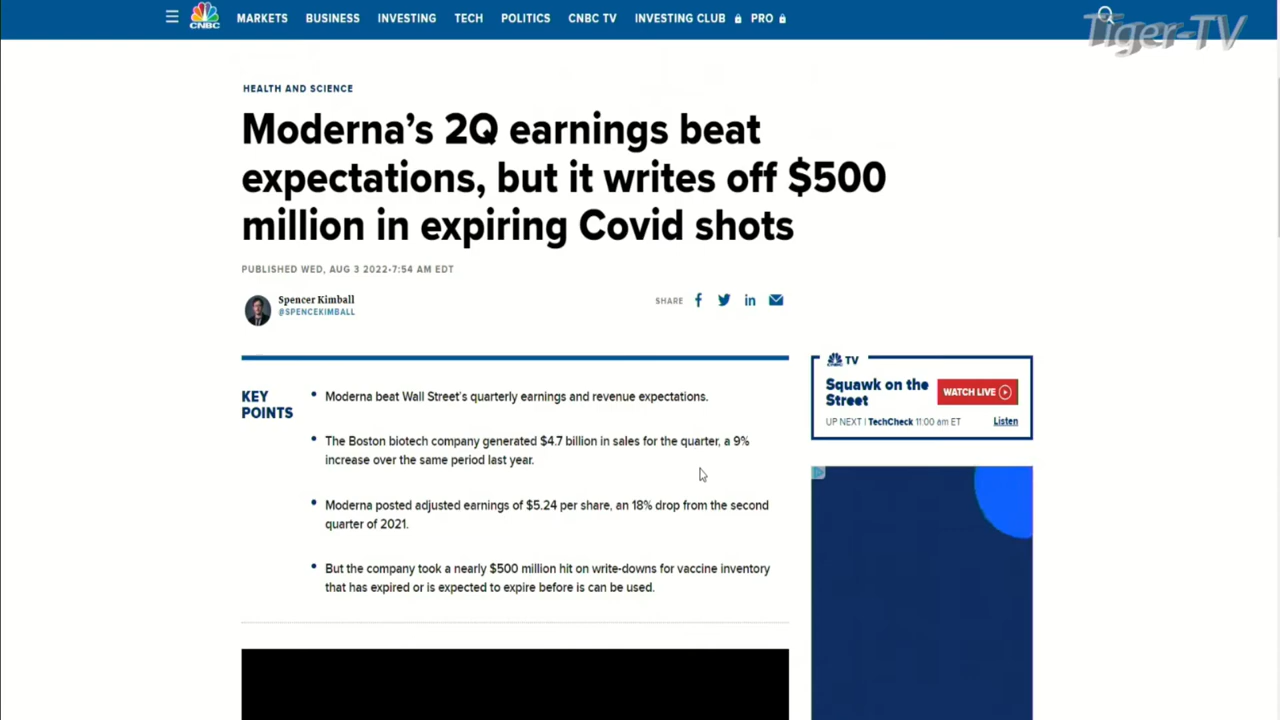 CNBC
MARKETS BUSINESS INVESTING TECH POLITICS CNBC TV INVESTING CLUB PRO
Tiger-TV
HEALTH AND SCIENCE
Moderna's 2Q earnings beat
expectations, but it writes off $500
million in expiring Covid shots
PUBLISHED WED, AUG 3 2022•7:54 AM EDT
Spencer Kimball
@SPENCEKIMBALL
SHARE
KEY
POINTS
• Moderna beat Wall Street's quarterly earnings and revenue expectations.
• The Boston biotech company generated $4.7 billion in sales for the quarter, a 9%
increase over the same period last year.
• Moderna posted adjusted earnings of $5.24 per share, an 18% drop from the second
quarter of 2021.
• But the company took a nearly $500 million hit on write-downs for vaccine inventory
that has expired or is expected to expire before is can be used.
CNBC TV
Squawk on the
Street
WATCH LIVE
UP NEXT | TechCheck 11:00 am ET
Listen